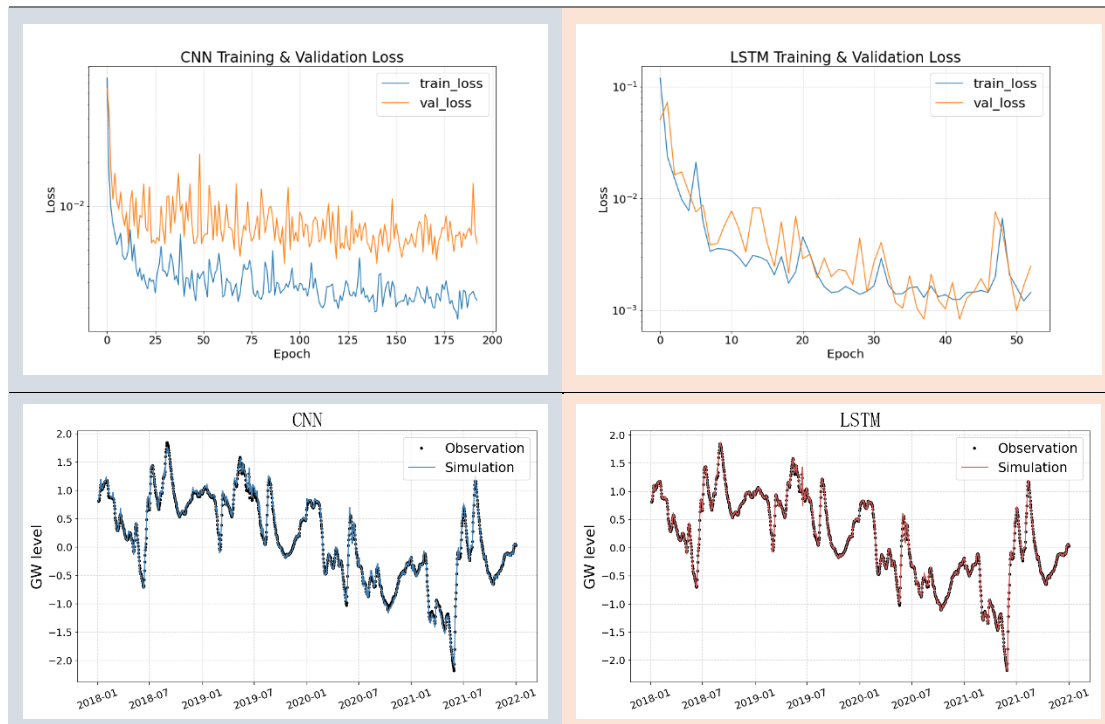 CNN Training & Validation Loss
train_loss
val_loss
Loss
10⁻²
0 25 50 75 100 125 150 175 200
Epoch
LSTM Training & Validation Loss
train_loss
val_loss
Loss
10⁻¹
10⁻²
10⁻³
0 10 20 30 40 50
Epoch
CNN
Observation
Simulation
GW level
2.0
1.5
1.0
0.5
0.0
−0.5
−1.0
−1.5
−2.0
2018-01 2018-07 2019-01 2019-07 2020-01 2020-07 2021-01 2021-07 2022-01
LSTM
Observation
Simulation
GW level
2.0
1.5
1.0
0.5
0.0
−0.5
−1.0
−1.5
−2.0
2018-01 2018-07 2019-01 2019-07 2020-01 2020-07 2021-01 2021-07 2022-01